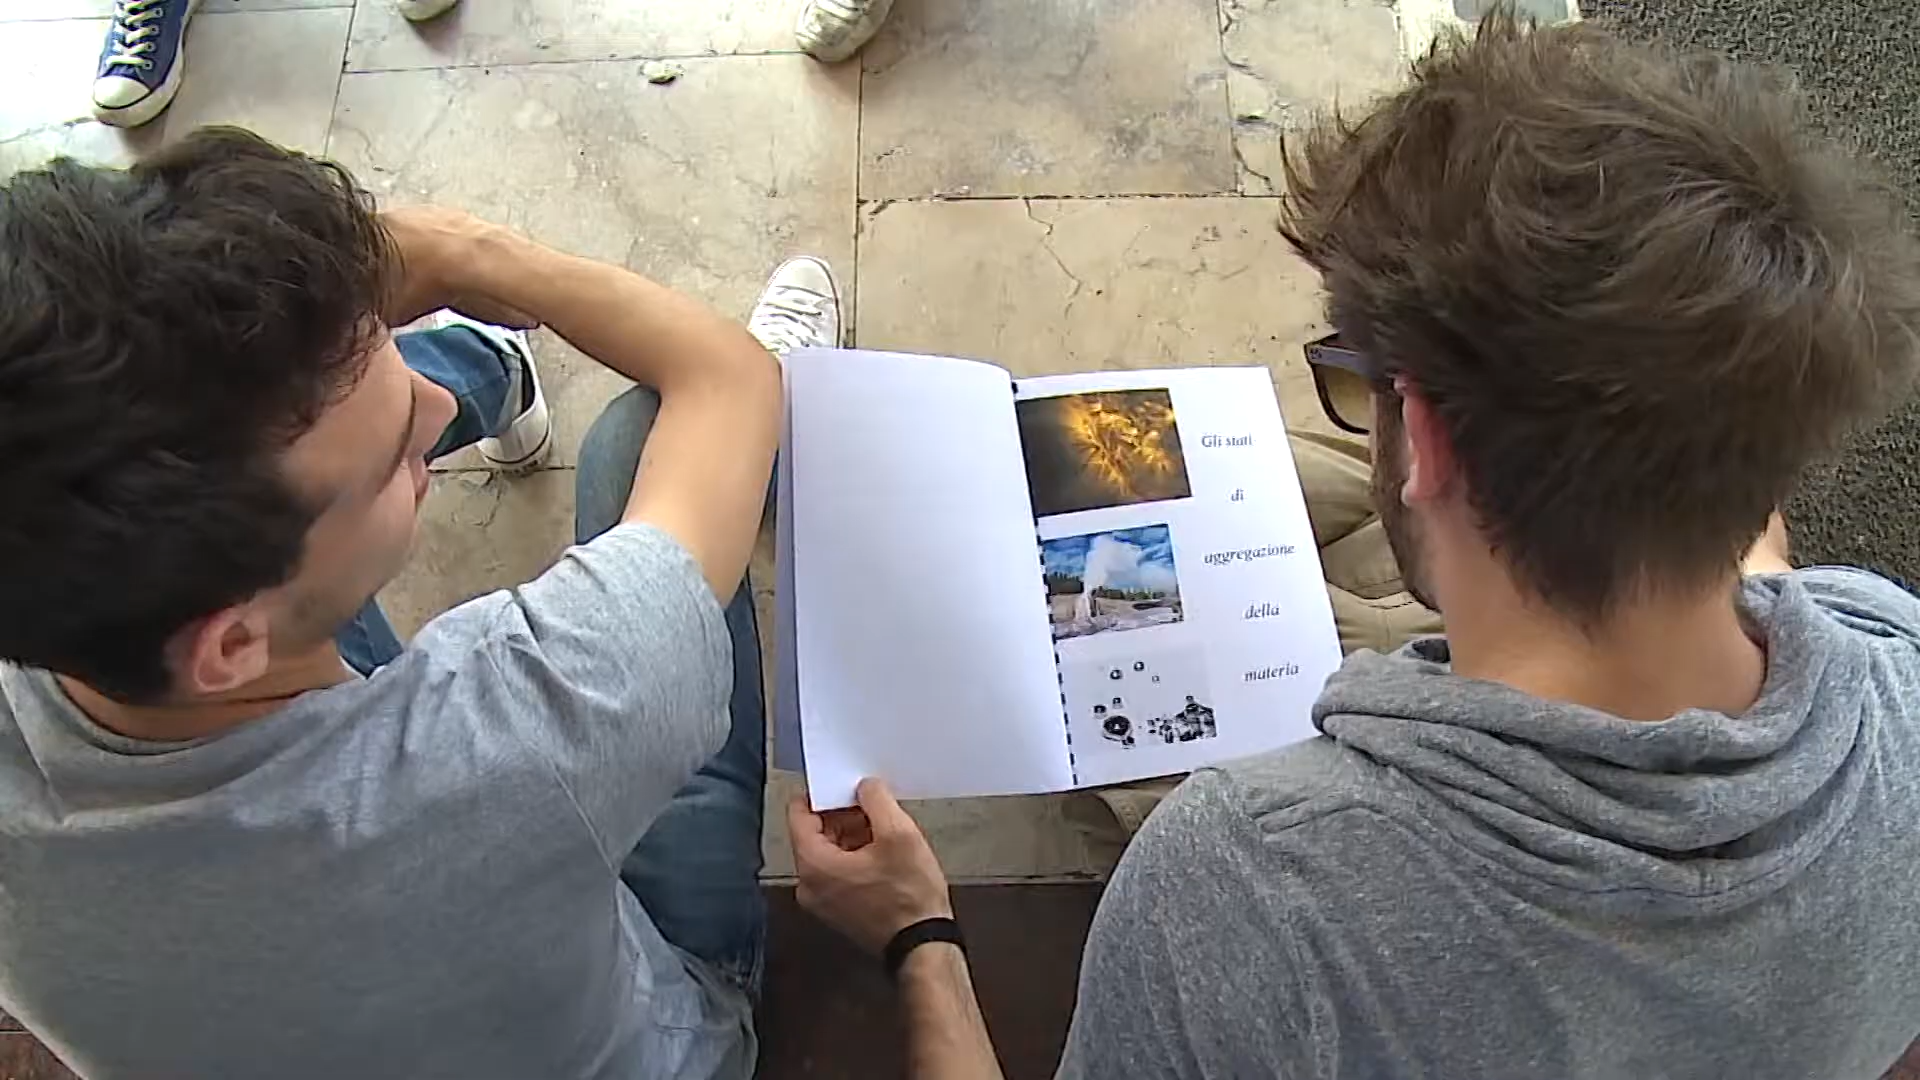 Gli stati
di
aggregazione
della
materia